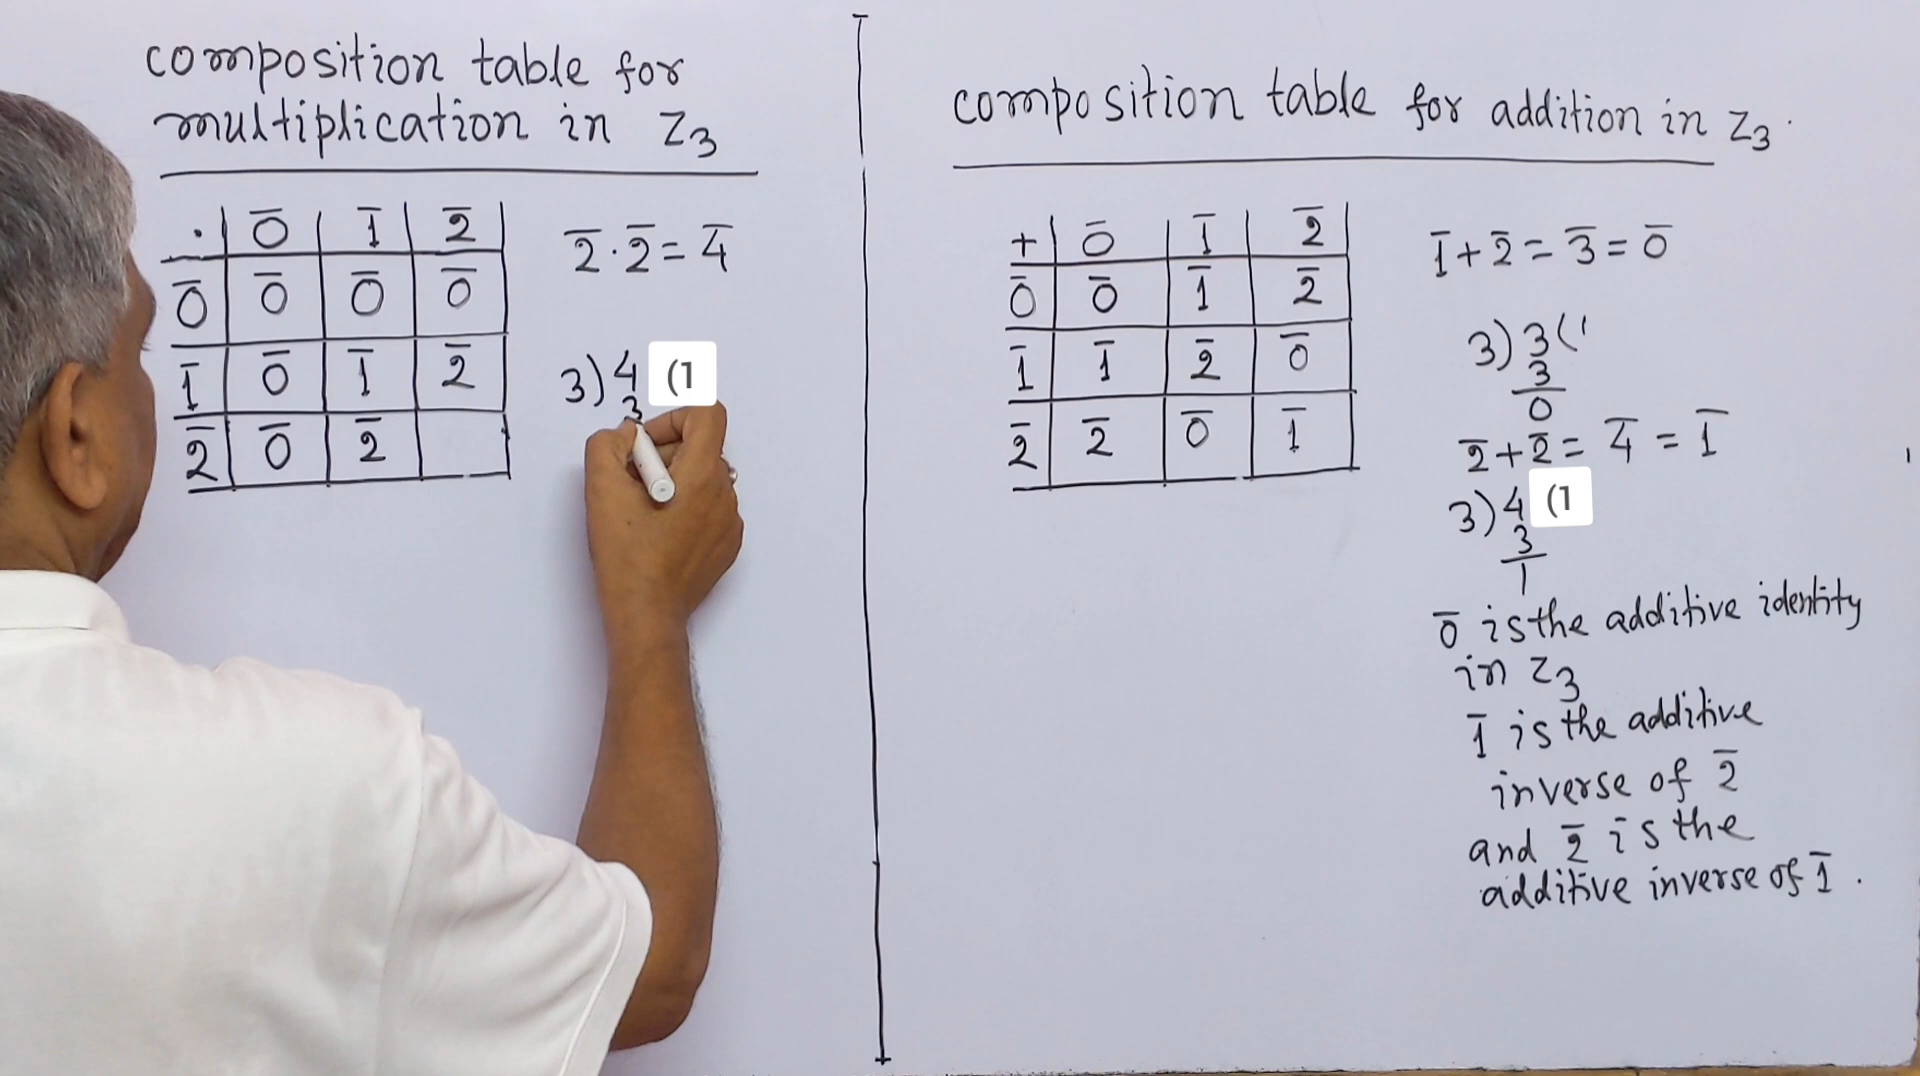 composition table for
multiplication in Z3
. 0̅ 1̅ 2̅
0̅ 0̅ 0̅ 0̅
1̅ 0̅ 1̅ 2̅
2̅ 0̅ 2̅
2̅.2̅=4̅
3)4(1
3
composition table for addition in Z3.
+ 0̅ 1̅ 2̅
0̅ 0̅ 1̅ 2̅
1̅ 1̅ 2̅ 0̅
2̅ 2̅ 0̅ 1̅
1̅+2̅=3̅=0̅
3)3(1
3
0
2̅+2̅=4̅=1̅
3)4(1
3
1
0̅ is the additive identity
in Z3
1̅ is the additive
inverse of 2̅
and 2̅ is the
additive inverse of 1̅.